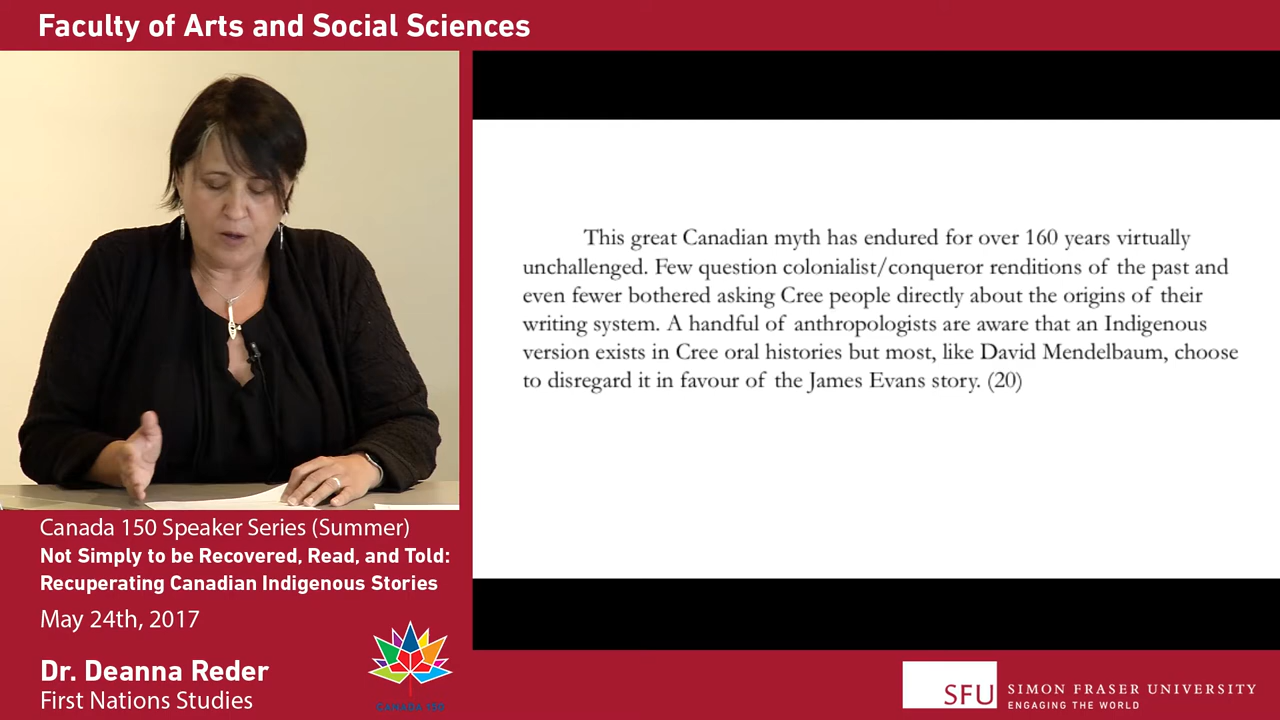 Faculty of Arts and Social Sciences
This great Canadian myth has endured for over 160 years virtually
unchallenged. Few question colonialist/conqueror renditions of the past and
even fewer bothered asking Cree people directly about the origins of their
writing system. A handful of anthropologists are aware that an Indigenous
version exists in Cree oral histories but most, like David Mendelbaum, choose
to disregard it in favour of the James Evans story. (20)
Canada 150 Speaker Series (Summer)
Not Simply to be Recovered, Read, and Told:
Recuperating Canadian Indigenous Stories
May 24th, 2017
Dr. Deanna Reder
First Nations Studies
CANADA 150
SFU
SIMON FRASER UNIVERSITY
ENGAGING THE WORLD